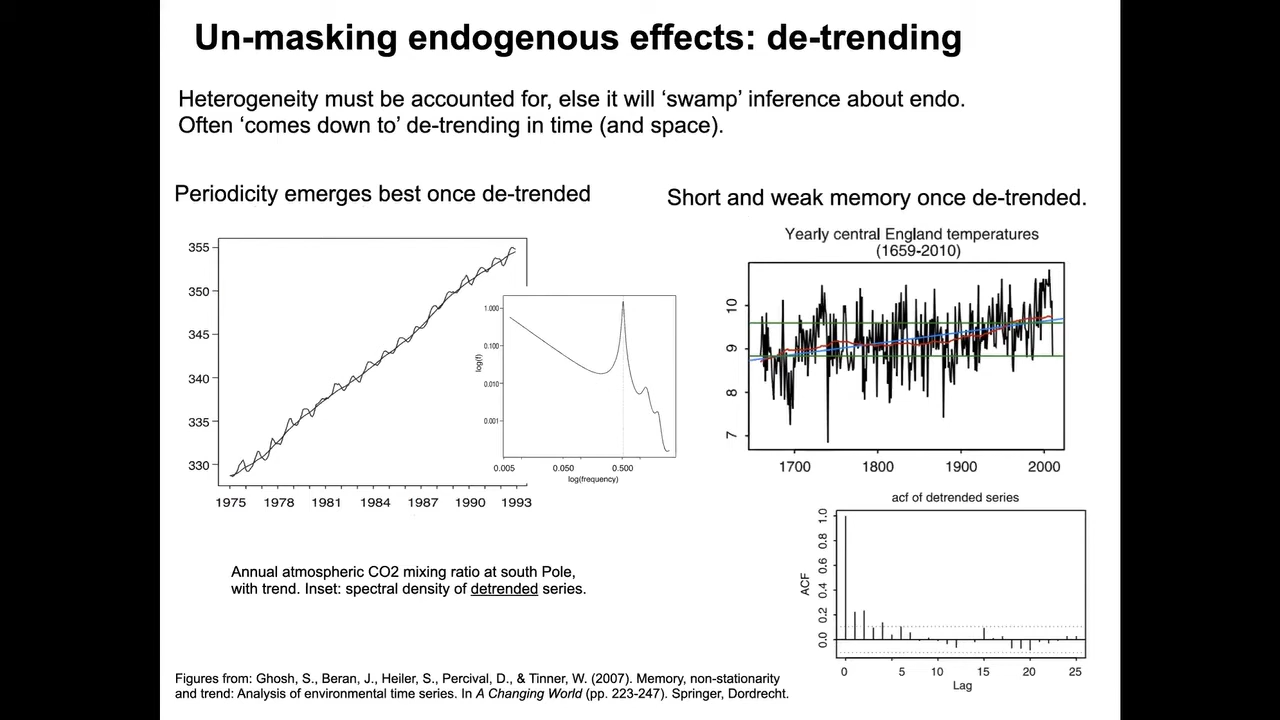 Un-masking endogenous effects: de-trending
Heterogeneity must be accounted for, else it will ‘swamp’ inference about endo.
Often ‘comes down to’ de-trending in time (and space).
Periodicity emerges best once de-trended
355
350
345
340
335
330
1975 1978 1981 1984 1987 1990 1993
log(f)
1.000
0.100
0.010
0.001
0.005 0.050 0.500
log(frequency)
Annual atmospheric CO2 mixing ratio at south Pole,
with trend. Inset: spectral density of detrended series.
Short and weak memory once de-trended.
Yearly central England temperatures
(1659-2010)
10
9
8
7
1700 1800 1900 2000
acf of detrended series
ACF
1.0
0.8
0.6
0.4
0.2
0.0
0 5 10 15 20 25
Lag
Figures from: Ghosh, S., Beran, J., Heiler, S., Percival, D., & Tinner, W. (2007). Memory, non-stationarity
and trend: Analysis of environmental time series. In A Changing World (pp. 223-247). Springer, Dordrecht.